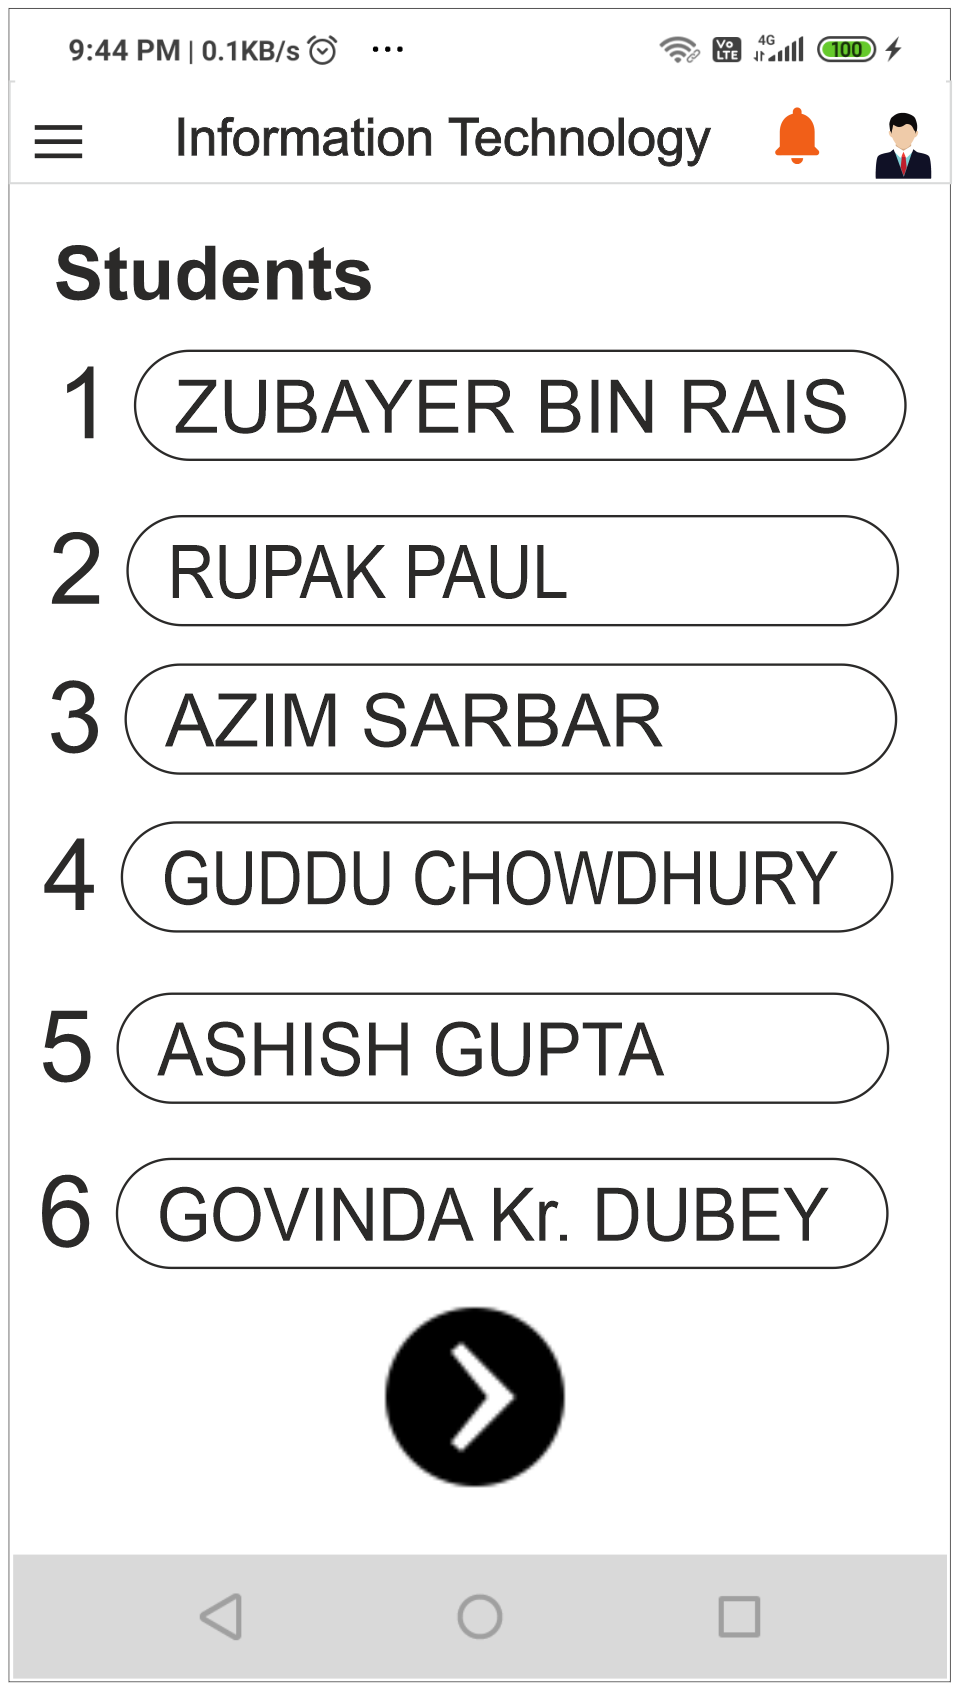 9:44 PM | 0.1KB/s ... Vo LTE 4G 100
Information Technology
Students
1 ZUBAYER BIN RAIS
2 RUPAK PAUL
3 AZIM SARBAR
4 GUDDU CHOWDHURY
5 ASHISH GUPTA
6 GOVINDA Kr. DUBEY